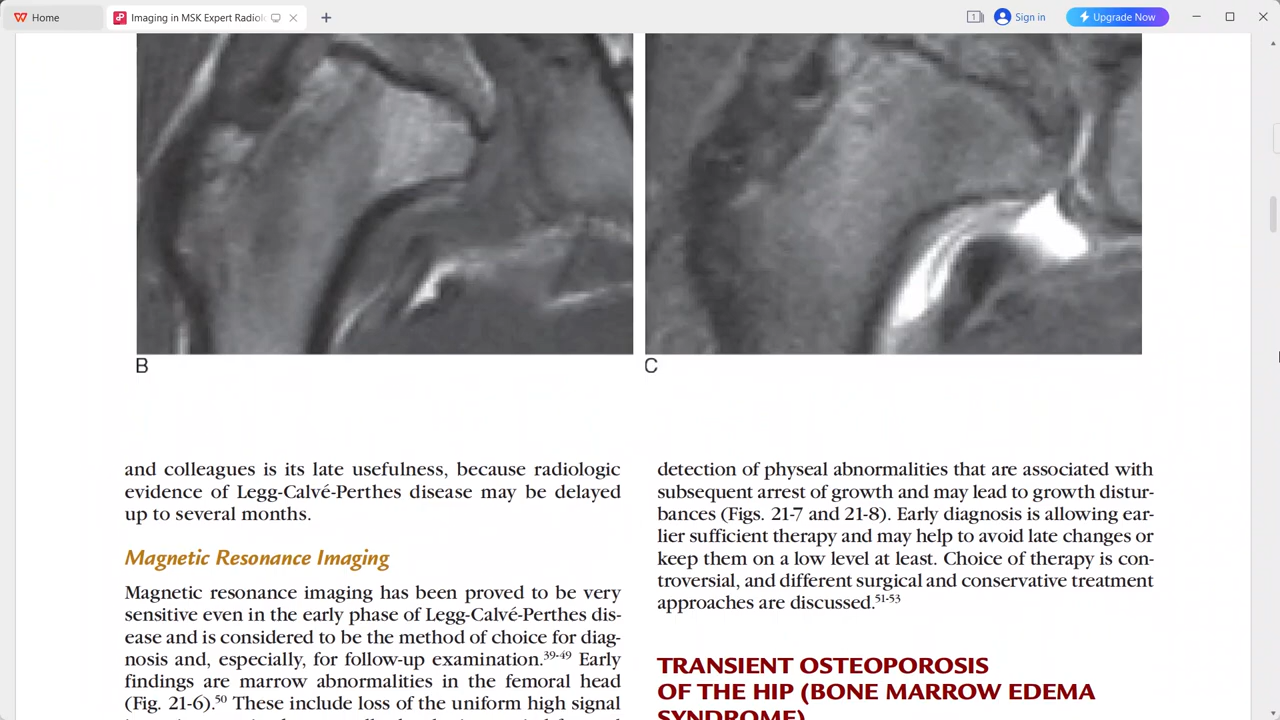 Home
Imaging in MSK Expert Radiol
1
Sign in
Upgrade Now
B
C
and colleagues is its late usefulness, because radiologic
evidence of Legg-Calvé-Perthes disease may be delayed
up to several months.
Magnetic Resonance Imaging
Magnetic resonance imaging has been proved to be very
sensitive even in the early phase of Legg-Calvé-Perthes dis-
ease and is considered to be the method of choice for diag-
nosis and, especially, for follow-up examination.39-49 Early
findings are marrow abnormalities in the femoral head
(Fig. 21-6).50 These include loss of the uniform high signal
detection of physeal abnormalities that are associated with
subsequent arrest of growth and may lead to growth distur-
bances (Figs. 21-7 and 21-8). Early diagnosis is allowing ear-
lier sufficient therapy and may help to avoid late changes or
keep them on a low level at least. Choice of therapy is con-
troversial, and different surgical and conservative treatment
approaches are discussed.51-53
TRANSIENT OSTEOPOROSIS
OF THE HIP (BONE MARROW EDEMA
SYNDROME)